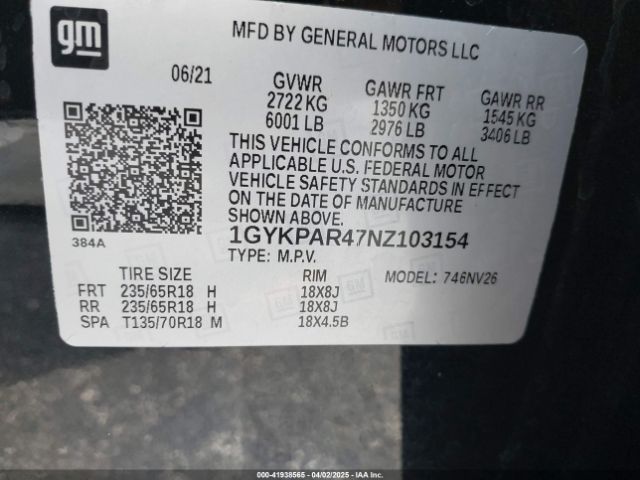 gm
MFD BY GENERAL MOTORS LLC
06/21
GVWR
2722 KG
6001 LB
GAWR FRT
1350 KG
2976 LB
GAWR RR
1545 KG
3406 LB
THIS VEHICLE CONFORMS TO ALL
APPLICABLE U.S. FEDERAL MOTOR
VEHICLE SAFETY STANDARDS IN EFFECT
ON THE DATE OF MANUFACTURE
SHOWN ABOVE.
384A
1GYKPAR47NZ103154
TYPE: M.P.V.
TIRE SIZE RIM MODEL: 746NV26
FRT 235/65R18 H 18X8J
RR 235/65R18 H 18X8J
SPA T135/70R18 M 18X4.5B
000-41938565 - 04/02/2025 - IAA Inc.